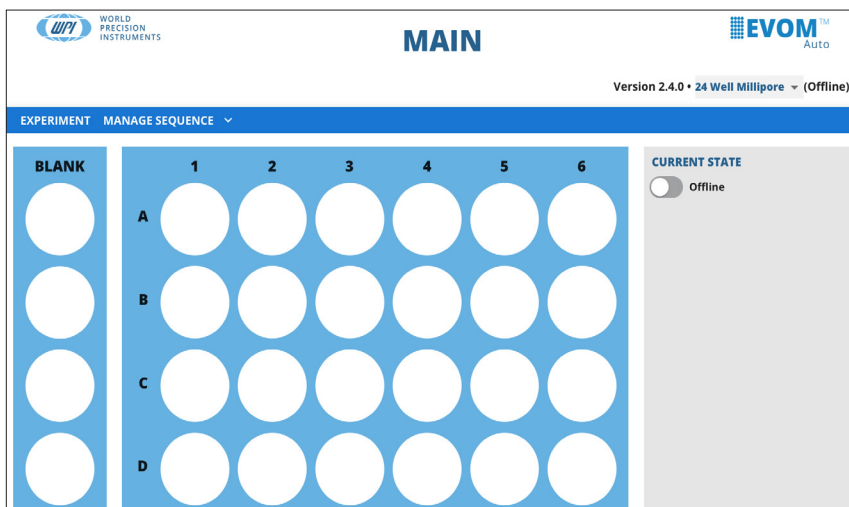 WPI
WORLD
PRECISION
INSTRUMENTS
MAIN
EVOM™
Auto
Version 2.4.0 • 24 Well Millipore (Offline)
EXPERIMENT MANAGE SEQUENCE
BLANK
1 2 3 4 5 6
A
B
C
D
CURRENT STATE
Offline